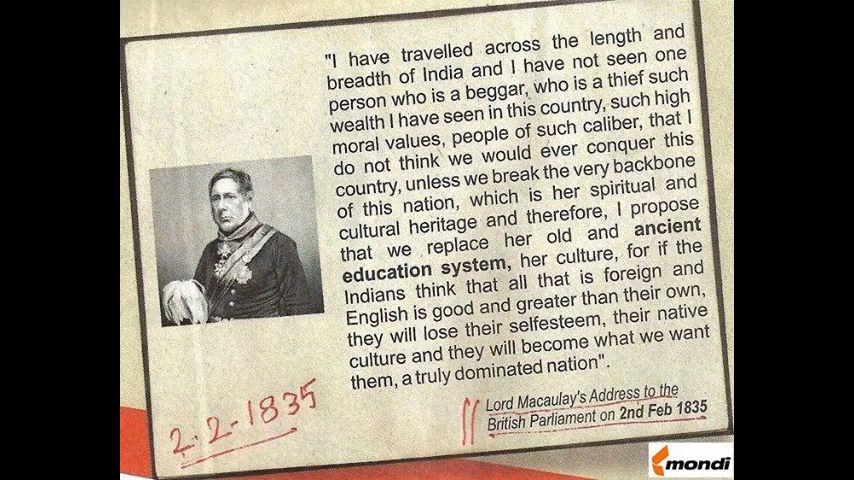 "I have travelled across the length and
breadth of India and I have not seen one
person who is a beggar, who is a thief such
wealth I have seen in this country, such high
moral values, people of such caliber, that I
do not think we would ever conquer this
country, unless we break the very backbone
of this nation, which is her spiritual and
cultural heritage and therefore, I propose
that we replace her old and ancient
education system, her culture, for if the
Indians think that all that is foreign and
English is good and greater than their own,
they will lose their selfesteem, their native
culture and they will become what we want
them, a truly dominated nation".
Lord Macaulay's Address to the
British Parliament on 2nd Feb 1835
2-2-1835
mondi